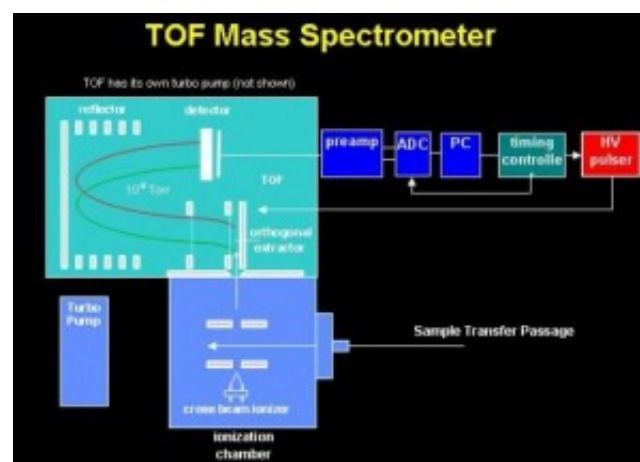 TOF Mass Spectrometer
TOF has its own turbo pump (not shown)
reflector
detector
preamp
ADC
PC
timing
controlle
HV
pulser
TOF
orthogonal
extractor
Turbo
Pump
Sample Transfer Passage
cross beam ionizer
ionization
chamber